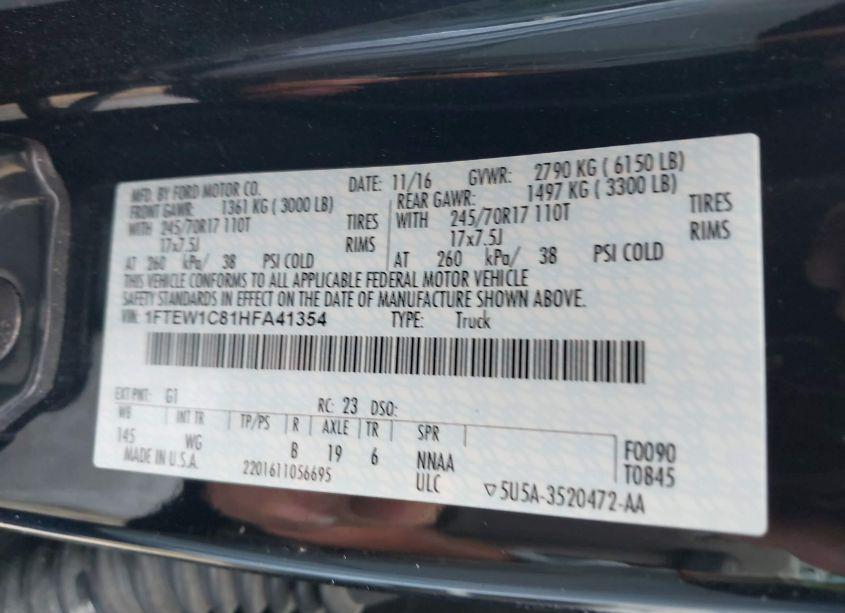 MFD. BY FORD MOTOR CO. DATE: 11/16 GVWR: 2790 KG ( 6150 LB)
FRONT GAWR: 1361 KG ( 3000 LB) REAR GAWR: 1497 KG ( 3300 LB)
WITH 245/70R17 110T TIRES WITH 245/70R17 110T TIRES
17x7.5J RIMS 17x7.5J RIMS
AT 260 kPa/ 38 PSI COLD AT 260 kPa/ 38 PSI COLD
THIS VEHICLE CONFORMS TO ALL APPLICABLE FEDERAL MOTOR VEHICLE
SAFETY STANDARDS IN EFFECT ON THE DATE OF MANUFACTURE SHOWN ABOVE.
VIN: 1FTEW1C81HFA41354 TYPE: Truck
EXT PNT: G1 RC: 23 DSO:
WB INT TR TP/PS R AXLE TR SPR
145 WG B 19 6 NNAA F0090
MADE IN U.S.A. 2201611056695 ULC T0845
5U5A-3520472-AA